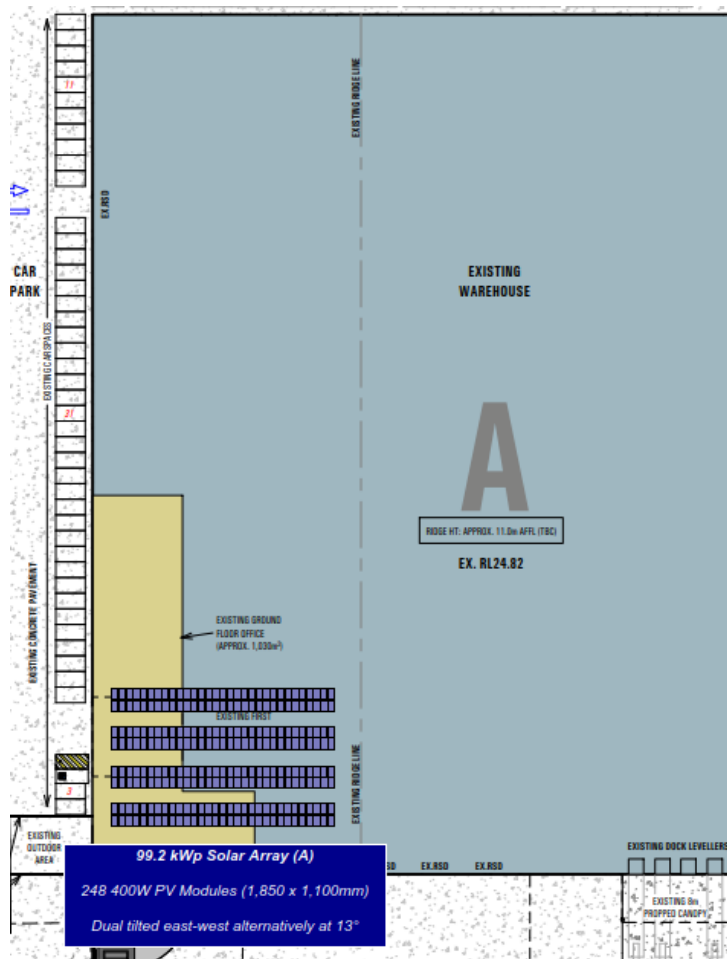 11
EXISTING RIDGE LINE
EX.RSD
CAR
PARK
EXISTING
WAREHOUSE
EXISTING CARSPACES
21
A
RIDGE HT: APPROX. 11.0m AFFL (TBC)
EX. RL24.82
EXISTING CONCRETE PAVEMENT
EXISTING GROUND
FLOOR OFFICE
(APPROX. 1,030m²)
EXISTING FIRST
EXISTING RIDGE LINE
3
EXISTING
OUTDOOR
AREA
EXISTING DOCK LEVELLERS
99.2 kWp Solar Array (A)
248 400W PV Modules (1,850 x 1,100mm)
Dual tilted east-west alternatively at 13°
SD
EX.RSD
EX.RSD
EXISTING 8m
PROPPED CANOPY